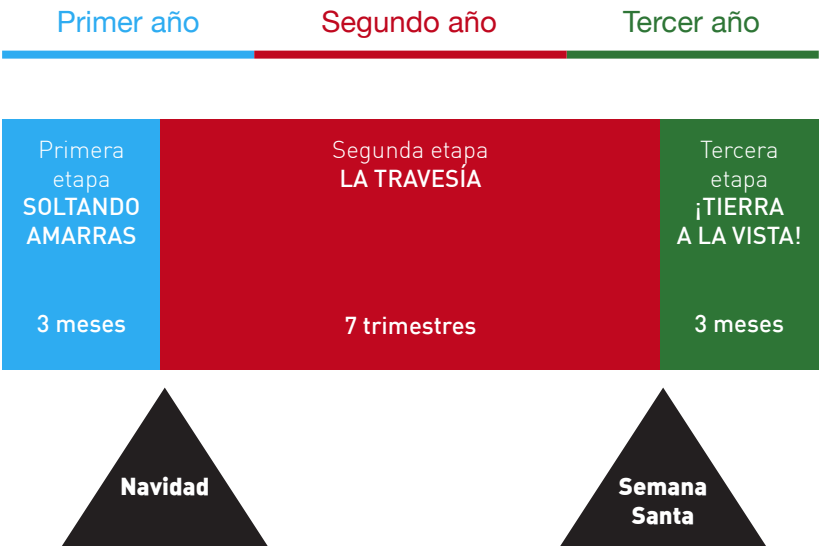 Primer año
Segundo año
Tercer año
Primera
etapa
SOLTANDO
AMARRAS
3 meses
Segunda etapa
LA TRAVESÍA
7 trimestres
Tercera
etapa
¡TIERRA
A LA VISTA!
3 meses
Navidad
Semana
Santa